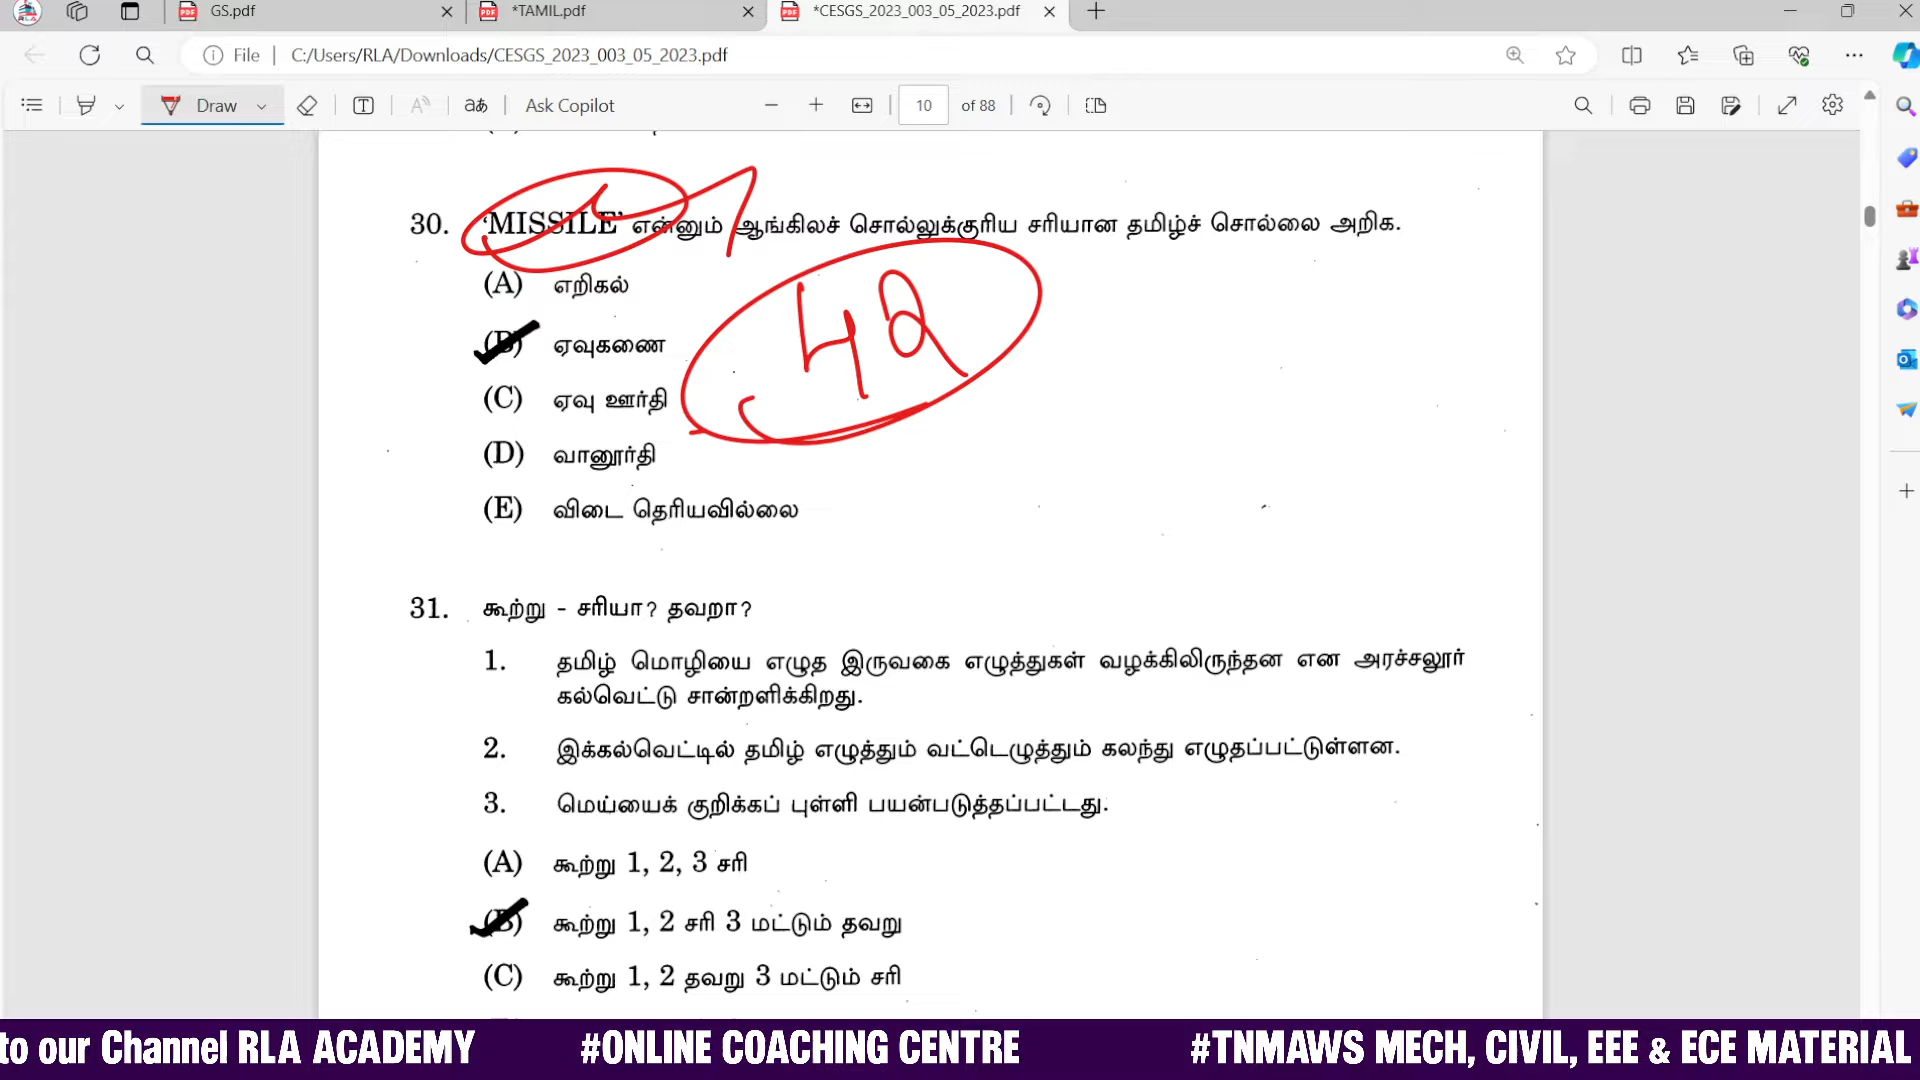 GS.pdf
*TAMIL.pdf
*CESGS_2023_003_05_2023.pdf
File
C:/Users/RLA/Downloads/CESGS_2023_003_05_2023.pdf
Draw
Ask Copilot
10 of 88
30. ‘MISSILE’ என்னும் ஆங்கிலச் சொல்லுக்குரிய சரியான தமிழ்ச் சொல்லை அறிக.
(A) எறிகல்
42
(B) ஏவுகணை
(C) ஏவு ஊர்தி
(D) வானூர்தி
(E) விடை தெரியவில்லை
31. கூற்று - சரியா? தவறா?
1. தமிழ் மொழியை எழுத இருவகை எழுத்துகள் வழக்கிலிருந்தன என அரச்சலூர்
கல்வெட்டு சான்றளிக்கிறது.
2. இக்கல்வெட்டில் தமிழ் எழுத்தும் வட்டெழுத்தும் கலந்து எழுதப்பட்டுள்ளன.
3. மெய்யைக் குறிக்கப் புள்ளி பயன்படுத்தப்பட்டது.
(A) கூற்று 1, 2, 3 சரி
(B) கூற்று 1, 2 சரி 3 மட்டும் தவறு
(C) கூற்று 1, 2 தவறு 3 மட்டும் சரி
to our Channel RLA ACADEMY #ONLINE COACHING CENTRE #TNMAWS MECH, CIVIL, EEE & ECE MATERIAL